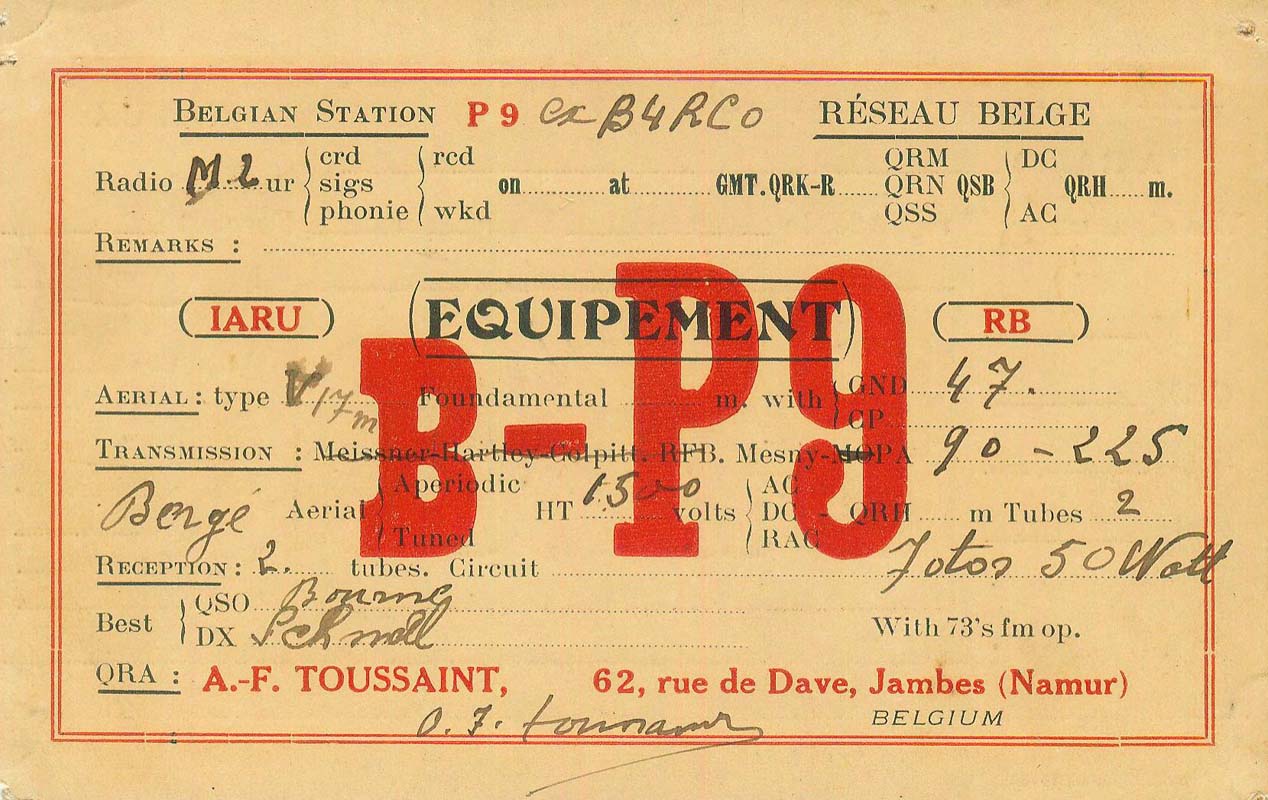 BELGIAN STATION P 9 ex B4RCo RÉSEAU BELGE
Radio M.2 ur crd sigs phonie rcd wkd on at GMT. QRK-R QRM QRN QSS QSB DC AC QRH m.
REMARKS :
IARU EQUIPEMENT RB
B-P9
AERIAL : type V 17m Foundamental m. with GND CP 47.
TRANSMISSION : Meissner-Hartley-Colpitt. RFB. Mesny-MOPA 90 - 225
Bergé Aerial Aperiodic Tuned HT 1500 volts AC DC RAC - QRH m Tubes 2
RECEPTION : 2. tubes. Circuit Fotos 50 Watt
Best QSO Bourne
DX Schnell With 73's fm op.
QRA : A.-F. TOUSSAINT, 62, rue de Dave, Jambes (Namur)
BELGIUM